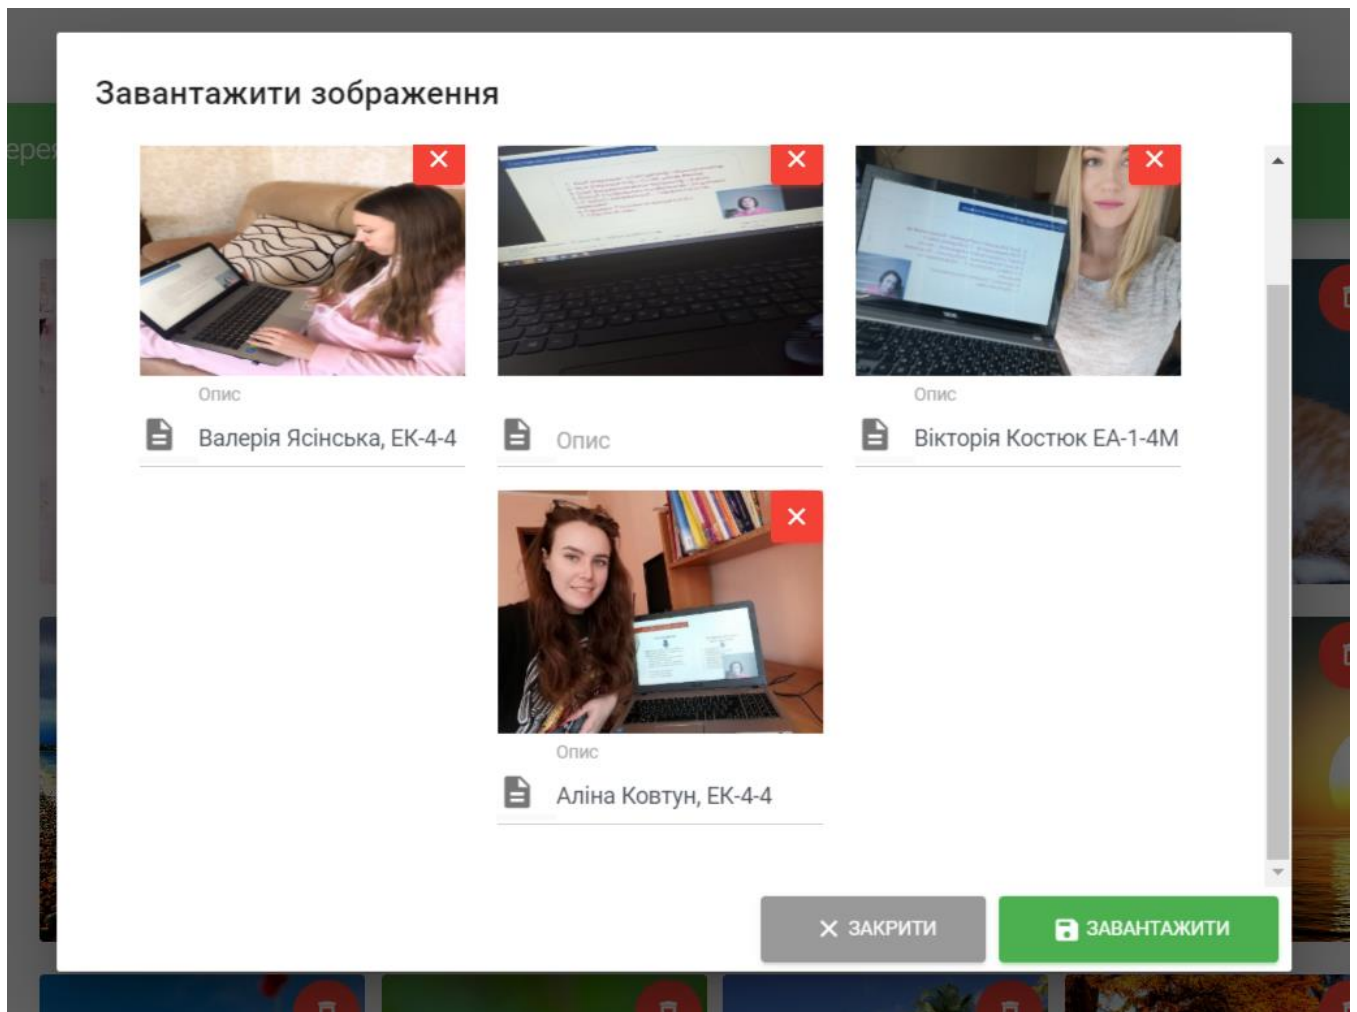 Завантажити зображення
Опис
Валерія Ясінська, ЕК-4-4
Опис
Опис
Вікторія Костюк ЕА-1-4М
Опис
Аліна Ковтун, ЕК-4-4
ЗАКРИТИ
ЗАВАНТАЖИТИ